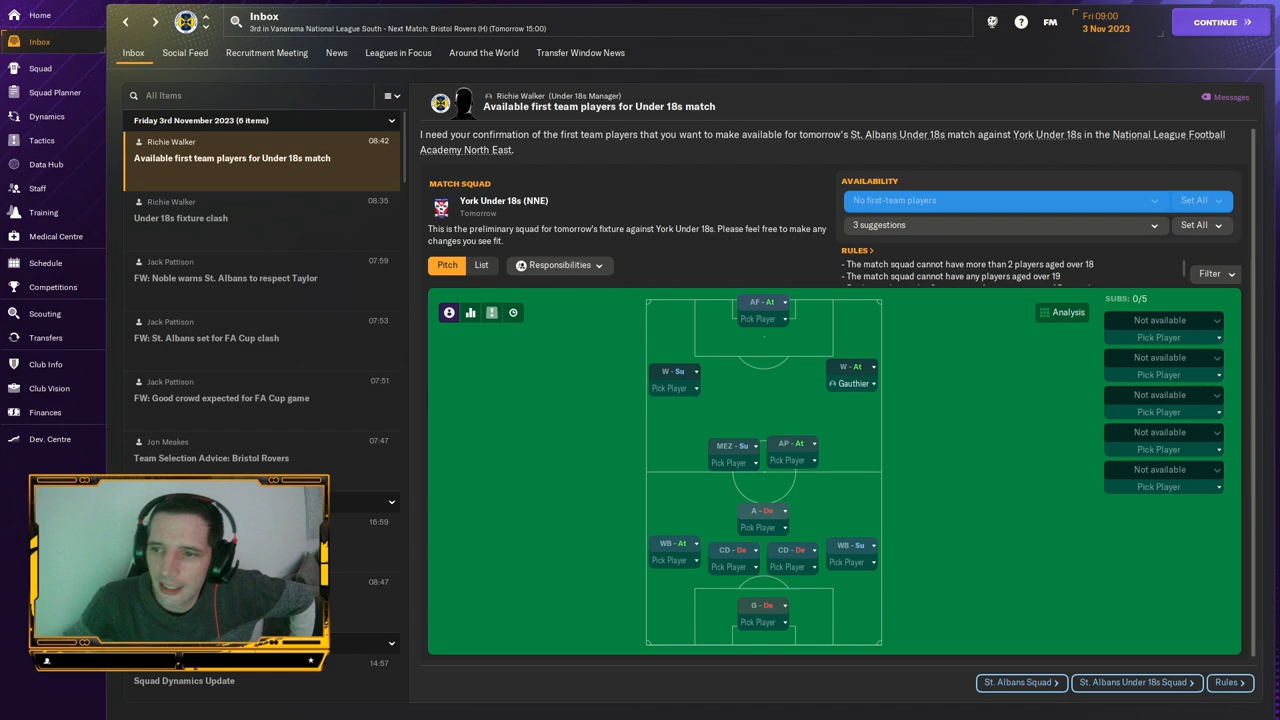 Home
Inbox
Squad
Squad Planner
Dynamics
Tactics
Data Hub
Staff
Training
Medical Centre
Schedule
Competitions
Scouting
Transfers
Club Info
Club Vision
Finances
Dev. Centre
Inbox
3rd in Vanarama National League South - Next Match: Bristol Rovers (H) (Tomorrow 15:00)
FM
Fri 09:00
3 Nov 2023
CONTINUE
Inbox
Social Feed
Recruitment Meeting
News
Leagues in Focus
Around the World
Transfer Window News
All Items
Friday 3rd November 2023 (6 items)
Richie Walker 08:42
Available first team players for Under 18s match
Richie Walker 08:35
Under 18s fixture clash
Jack Pattison 07:59
FW: Noble warns St. Albans to respect Taylor
Jack Pattison 07:53
FW: St. Albans set for FA Cup clash
Jack Pattison 07:51
FW: Good crowd expected for FA Cup game
Jon Meakes 07:47
Team Selection Advice: Bristol Rovers
16:59
08:47
14:57
Squad Dynamics Update
Richie Walker (Under 18s Manager)
Available first team players for Under 18s match
Messages
I need your confirmation of the first team players that you want to make available for tomorrow's St. Albans Under 18s match against York Under 18s in the National League Football
Academy North East.
MATCH SQUAD
York Under 18s (NNE)
Tomorrow
This is the preliminary squad for tomorrow's fixture against York Under 18s. Please feel free to make any
changes you see fit.
AVAILABILITY
No first-team players Set All
3 suggestions Set All
RULES >
- The match squad cannot have more than 2 players aged over 18
- The match squad cannot have any players aged over 19
Filter
Pitch
List
Responsibilities
Analysis
AF - At
Pick Player
W - Su
Pick Player
W - At
Gauthier
MEZ - Su
Pick Player
AP - At
Pick Player
A - De
Pick Player
WB - At
Pick Player
CD - De
Pick Player
CD - De
Pick Player
WB - Su
Pick Player
G - De
Pick Player
SUBS: 0/5
Not available
Pick Player
Not available
Pick Player
Not available
Pick Player
Not available
Pick Player
Not available
Pick Player
St. Albans Squad >
St. Albans Under 18s Squad >
Rules >